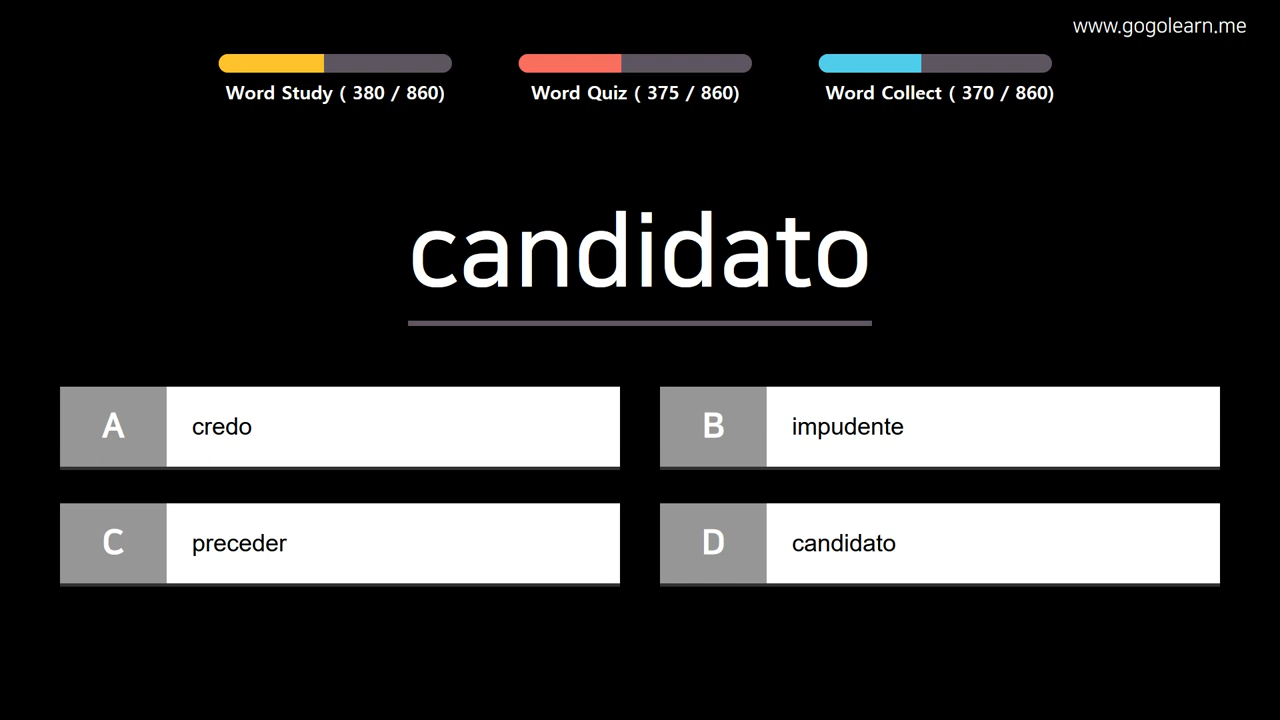 www.gogolearn.me
Word Study ( 380 / 860)
Word Quiz ( 375 / 860)
Word Collect ( 370 / 860)
candidato
A credo
B impudente
C preceder
D candidato